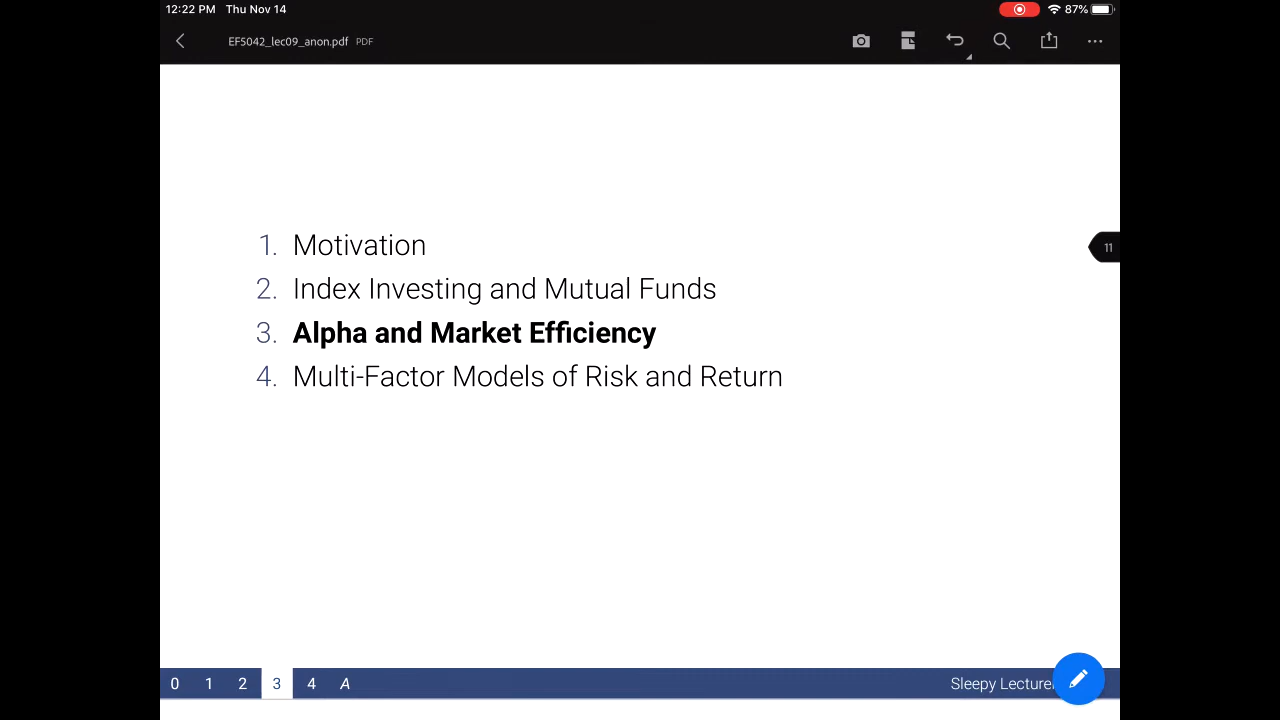 12:22 PM Thu Nov 14
87%
EF5042_lec09_anon.pdf PDF
11
1. Motivation
2. Index Investing and Mutual Funds
3. Alpha and Market Efficiency
4. Multi-Factor Models of Risk and Return
0 1 2 3 4 A
Sleepy